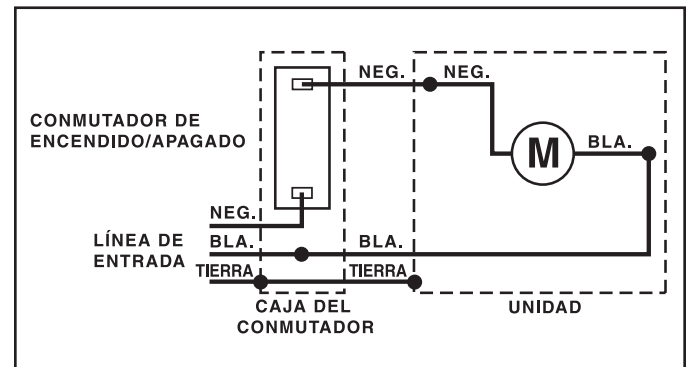 NEG.
NEG.
CONMUTADOR DE
ENCENDIDO/APAGADO
M
BLA.
NEG.
LÍNEA DE
ENTRADA
BLA.
BLA.
TIERRA
TIERRA
CAJA DEL
CONMUTADOR
UNIDAD